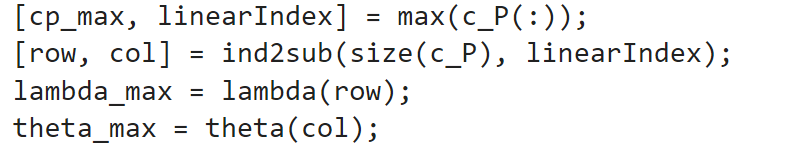 [cp_max, linearIndex] = max(c_P(:));
[row, col] = ind2sub(size(c_P), linearIndex);
lambda_max = lambda(row);
theta_max = theta(col);